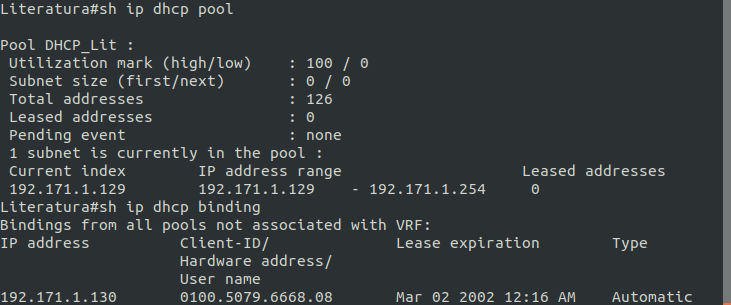 Literatura#sh ip dhcp pool
Pool DHCP_Lit :
Utilization mark (high/low)    : 100 / 0
Subnet size (first/next)       : 0 / 0
Total addresses                : 126
Leased addresses               : 0
Pending event                  : none
1 subnet is currently in the pool :
Current index        IP address range                    Leased addresses
192.171.1.129        192.171.1.129    - 192.171.1.254     0
Literatura#sh ip dhcp binding
Bindings from all pools not associated with VRF:
IP address          Client-ID/              Lease expiration        Type
Hardware address/
User name
192.171.1.130       0100.5079.6668.08       Mar 02 2002 12:16 AM    Automatic